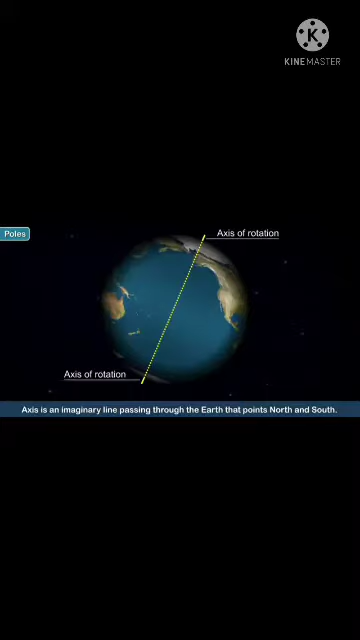 KINEMASTER
Poles
Axis of rotation
Axis of rotation
Axis is an imaginary line passing through the Earth that points North and South.